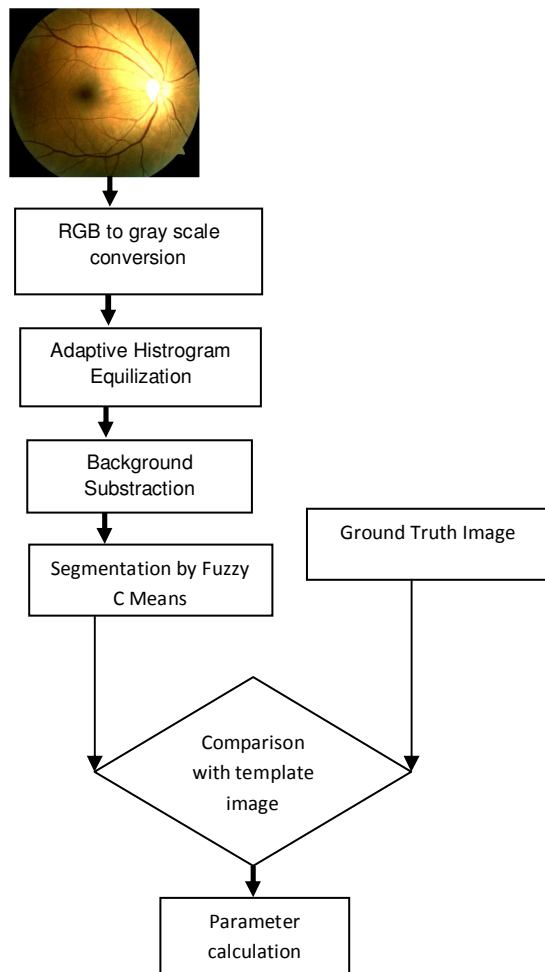 RGB to gray scale
conversion
Adaptive Histrogram
Equilization
Background
Substraction
Segmentation by Fuzzy
C Means
Ground Truth Image
Comparison
with template
image
Parameter
calculation